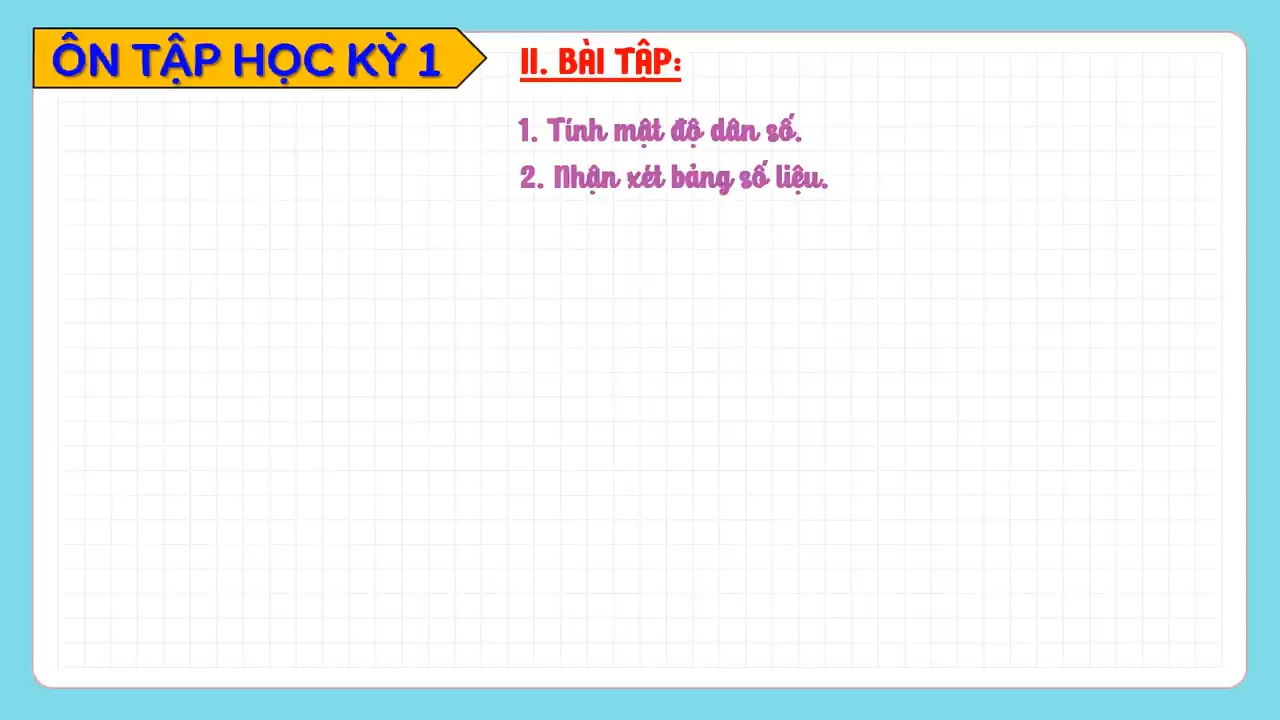 ÔN TẬP HỌC KỲ 1
II. BÀI TẬP:
1. Tính mật độ dân số.
2. Nhận xét bảng số liệu.